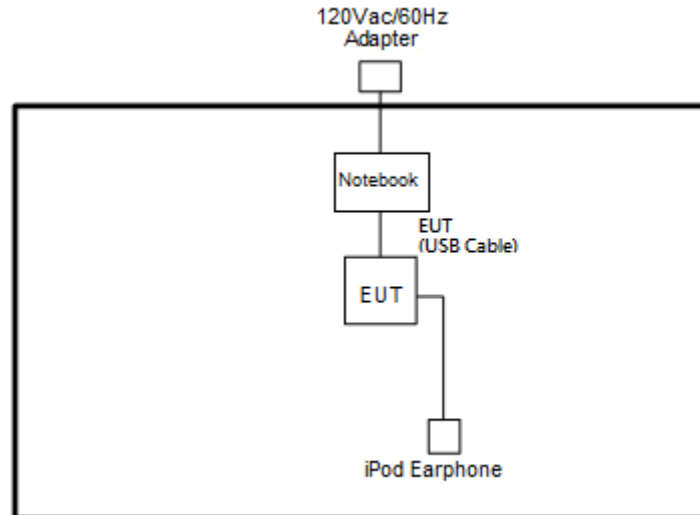 120Vac/60Hz
Adapter
Notebook
EUT
(USB Cable)
EUT
iPod Earphone